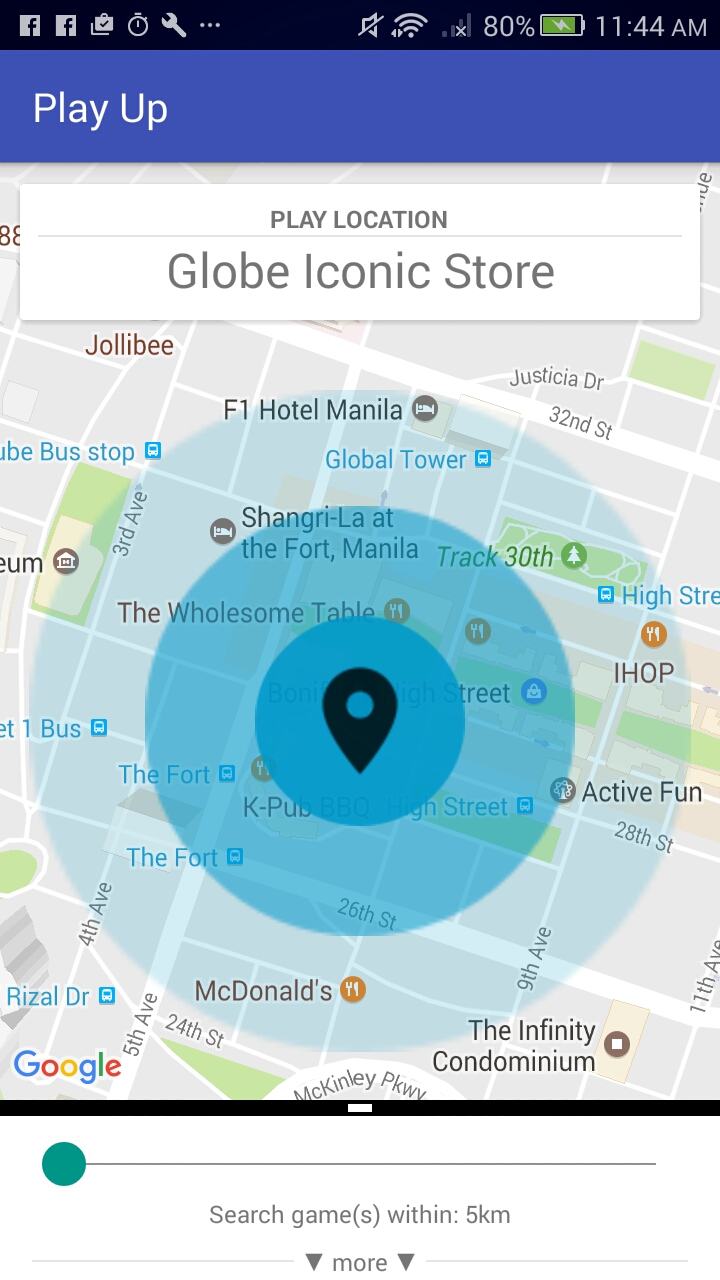 80%
11:44 AM
Play Up
PLAY LOCATION
Globe Iconic Store
88
Jollibee
Justicia Dr
F1 Hotel Manila
32nd St
ube Bus stop
Global Tower
3rd Ave
Shangri-La at
the Fort, Manila
Track 30th
eum
High Stre
The Wholesome Table
IHOP
High Street
et 1 Bus
The Fort
Active Fun
K-Pub BBQ
High Street
28th St
The Fort
4th Ave
26th St
9th Ave
11th Ave
McDonald's
Rizal Dr
5th Ave
24th St
The Infinity
Condominium
Google
McKinley Pkwy
Search game(s) within: 5km
▼ more ▼